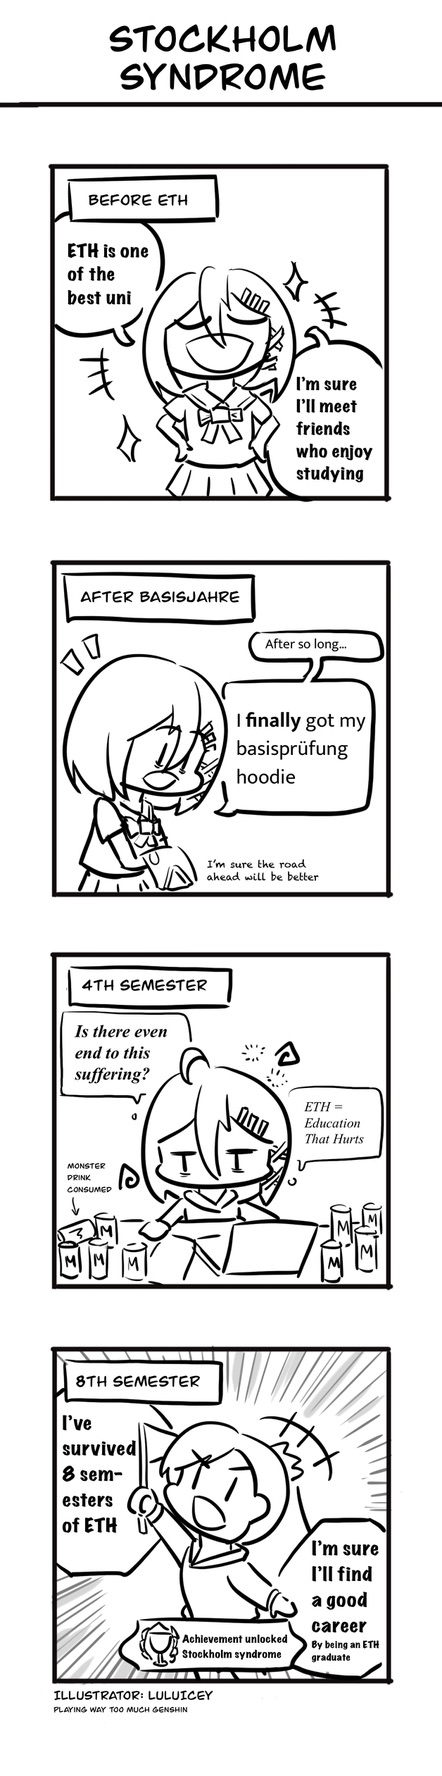 STOCKHOLM
SYNDROME
BEFORE ETH
ETH is one
of the
best uni
I'm sure
I'll meet
friends
who enjoy
studying
AFTER BASISJAHRE
After so long...
I finally got my
basisprüfung
hoodie
I'm sure the road
ahead will be better
4TH SEMESTER
Is there even
end to this
suffering?
ETH =
Education
That Hurts
MONSTER
DRINK
CONSUMED
M
M
M
M
M
M
M
M
M
8TH SEMESTER
I've
survived
8 sem-
esters
of ETH
I'm sure
I'll find
a good
career
By being an ETH
graduate
Achievement unlocked
Stockholm syndrome
ILLUSTRATOR: LULUICEY
PLAYING WAY TOO MUCH GENSHIN